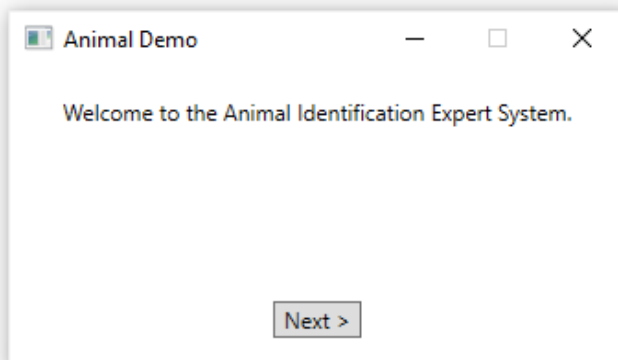 Animal Demo
Welcome to the Animal Identification Expert System.
Next >